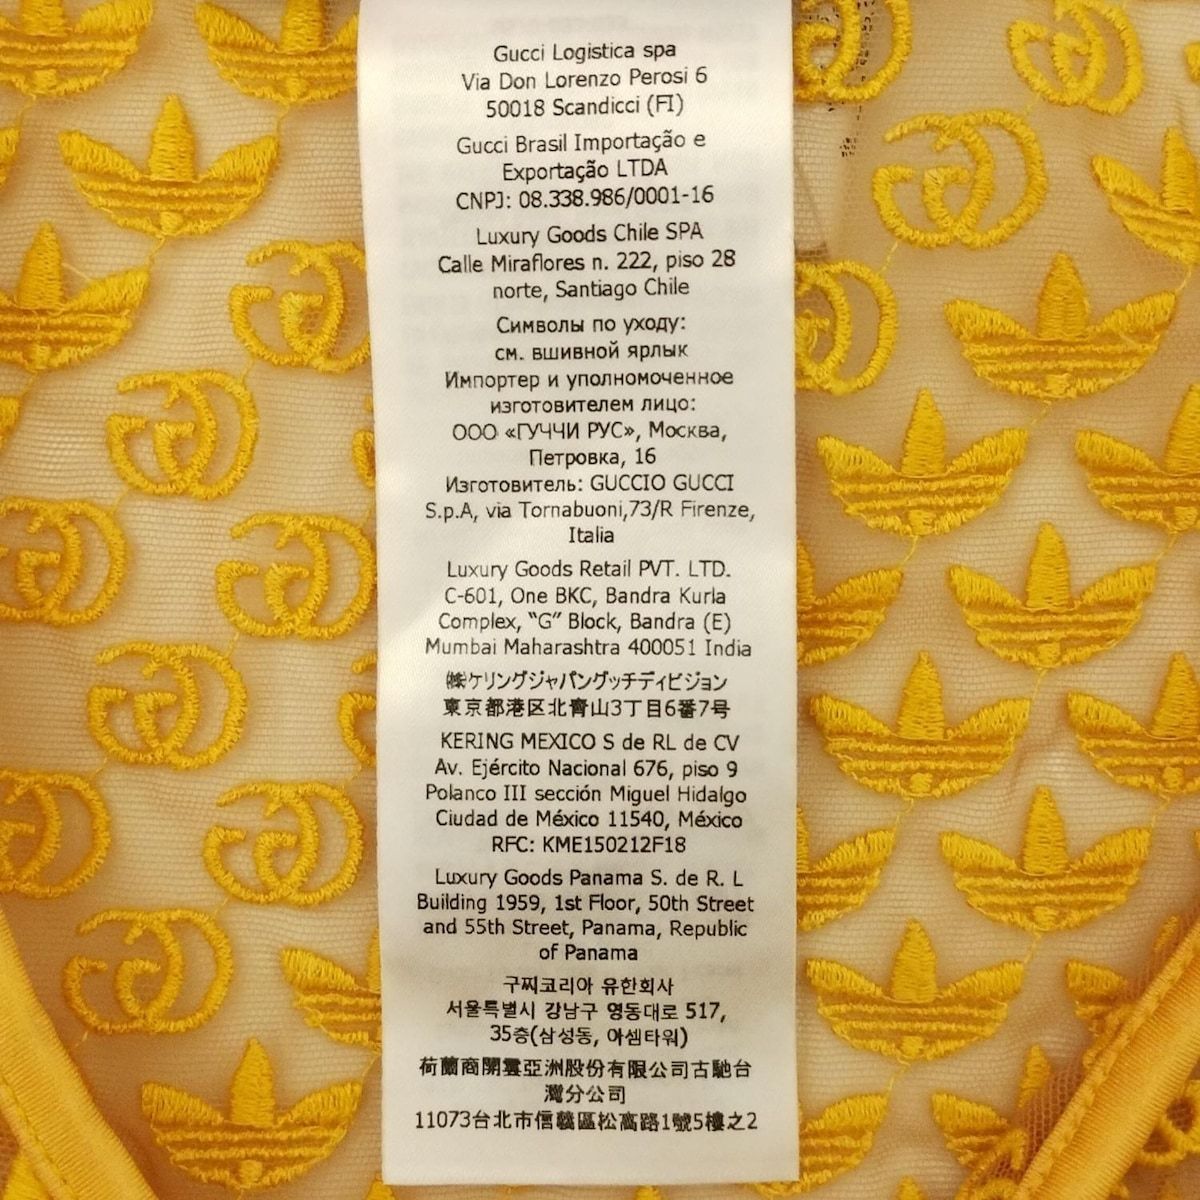 Gucci Logistica spa
Via Don Lorenzo Perosi 6
50018 Scandicci (FI)
Gucci Brasil Importação e
Exportação LTDA
CNPJ: 08.338.986/0001-16
Luxury Goods Chile SPA
Calle Miraflores n. 222, piso 28
norte, Santiago Chile
Символы по уходу:
см. вшивной ярлык
Импортер и уполномоченное
изготовителем лицо:
ООО «ГУЧЧИ РУС», Москва,
Петровка, 16
Изготовитель: GUCCIO GUCCI
S.p.A, via Tornabuoni,73/R Firenze,
Italia
Luxury Goods Retail PVT. LTD.
C-601, One BKC, Bandra Kurla
Complex, “G” Block, Bandra (E)
Mumbai Maharashtra 400051 India
㈱ケリングジャパングッチディビジョン
東京都港区北青山3丁目6番7号
KERING MEXICO S de RL de CV
Av. Ejército Nacional 676, piso 9
Polanco III sección Miguel Hidalgo
Ciudad de México 11540, México
RFC: KME150212F18
Luxury Goods Panama S. de R. L
Building 1959, 1st Floor, 50th Street
and 55th Street, Panama, Republic
of Panama
구찌코리아 유한회사
서울특별시 강남구 영동대로 517,
35층(삼성동, 아셈타워)
荷蘭商開雲亞洲股份有限公司古馳台
灣分公司
11073台北市信義區松高路1號5樓之2